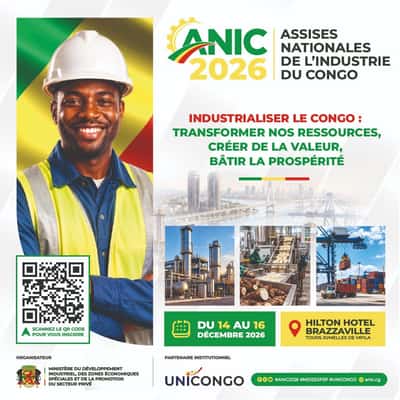 ANIC
2026
ASSISES
NATIONALES
DE L'INDUSTRIE
DU CONGO
INDUSTRIALISER LE CONGO :
TRANSFORMER NOS RESSOURCES,
CRÉER DE LA VALEUR,
BÂTIR LA PROSPÉRITÉ
SCANNEZ LE QR CODE
POUR VOUS INSCRIRE
DU 14 AU 16
DÉCEMBRE 2026
HILTON HOTEL
BRAZZAVILLE
TOURS JUMELLES DE MPILA
ORGANISATEUR
MINISTÈRE DU DÉVELOPPEMENT
INDUSTRIEL, DES ZONES ÉCONOMIQUES
SPÉCIALES ET DE LA PROMOTION
DU SECTEUR PRIVÉ
PARTENAIRE INSTITUTIONNEL
UNICONGO
anic.cg